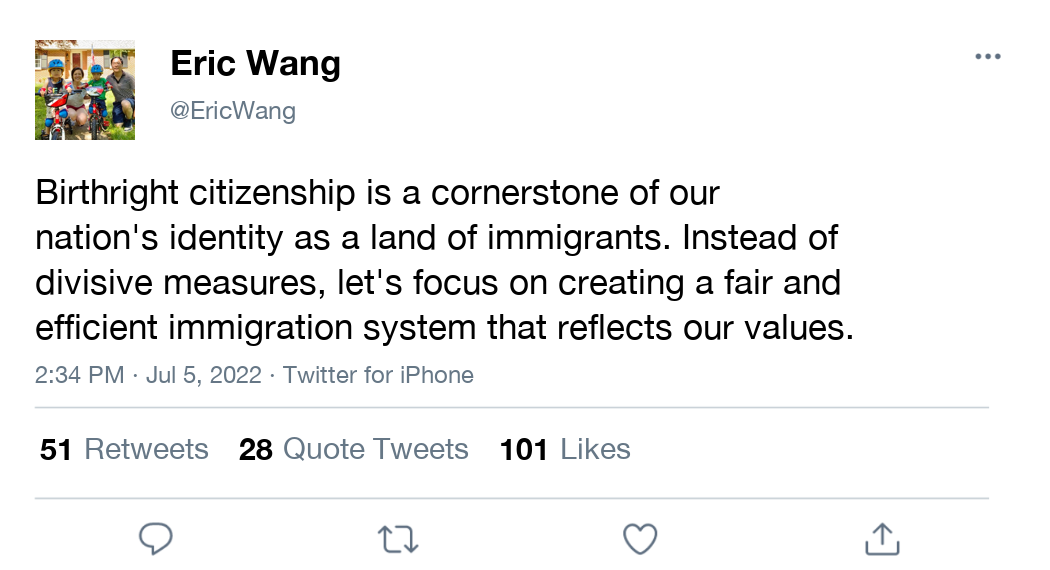 Eric Wang
@EricWang
Birthright citizenship is a cornerstone of our
nation's identity as a land of immigrants. Instead of
divisive measures, let's focus on creating a fair and
efficient immigration system that reflects our values.
2:34 PM · Jul 5, 2022 · Twitter for iPhone
51 Retweets 28 Quote Tweets 101 Likes